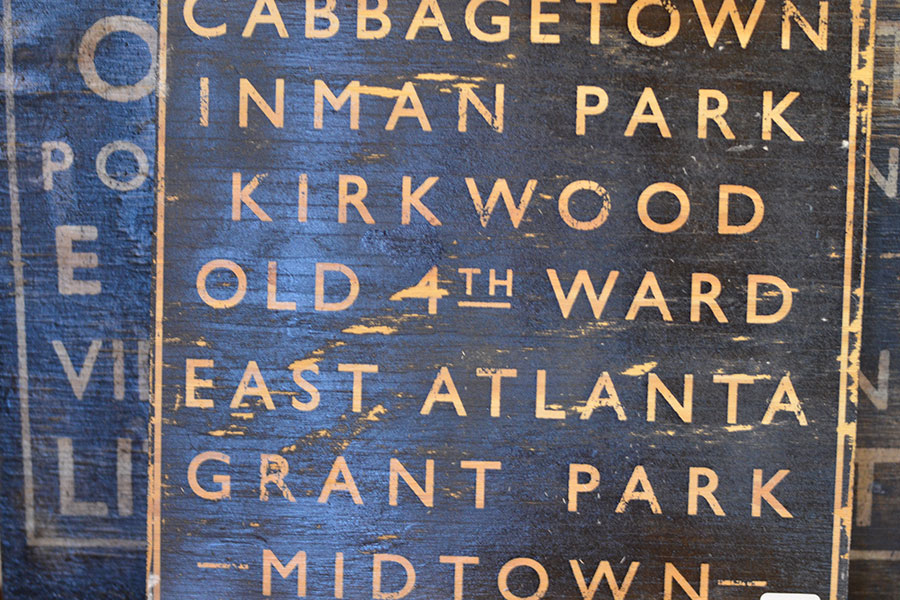 CABBAGETOWN
INMAN PARK
KIRKWOOD
OLD 4TH WARD
EAST ATLANTA
GRANT PARK
-MIDTOWN-